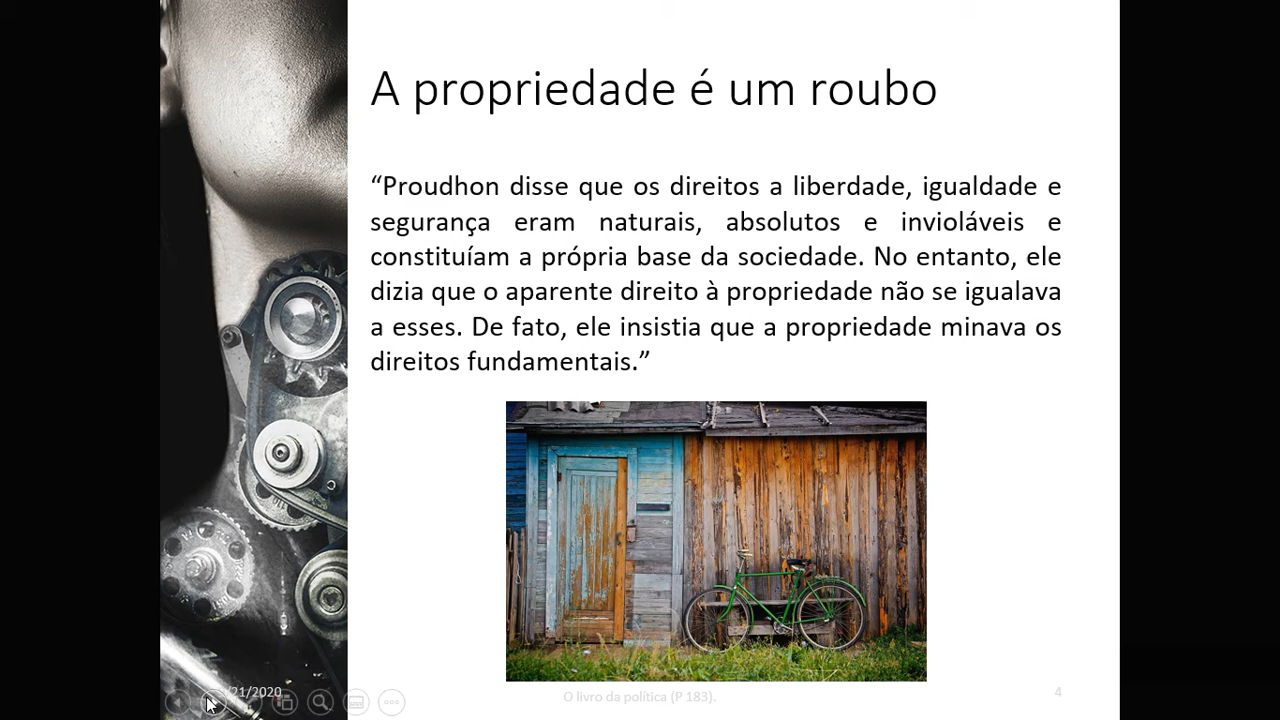 A propriedade é um roubo
“Proudhon disse que os direitos a liberdade, igualdade e
segurança eram naturais, absolutos e invioláveis e
constituíam a própria base da sociedade. No entanto, ele
dizia que o aparente direito à propriedade não se igualava
a esses. De fato, ele insistia que a propriedade minava os
direitos fundamentais.”
/21/2020
O livro da política (P 183).
4